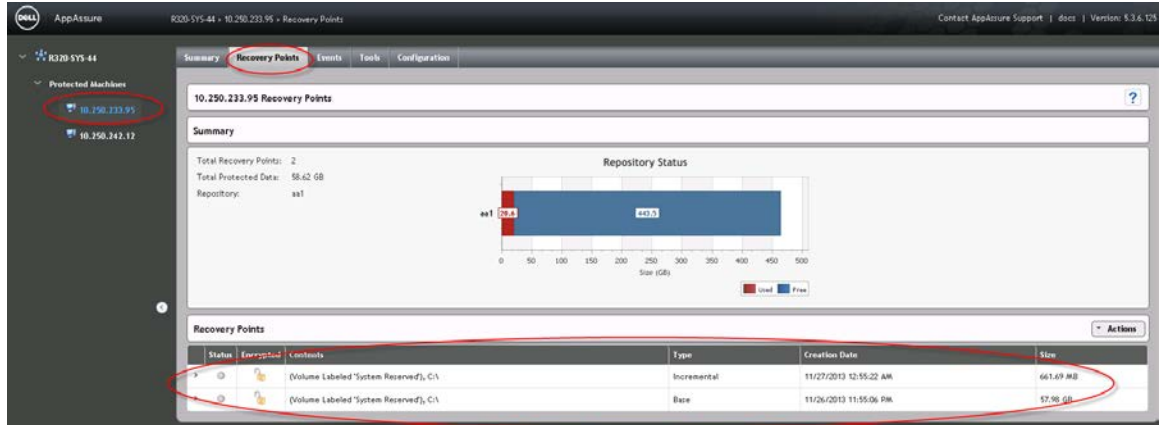 DELL AppAssure R320-SYS-44 » 10.250.233.95 » Recovery Points Contact AppAssure Support | docs | Version: 5.3.6.125
R320-SYS-44
Protected Machines
10.250.233.95
10.250.242.12
Summary Recovery Points Events Tools Configuration
10.250.233.95 Recovery Points ?
Summary
Total Recovery Points: 2
Total Protected Data: 58.62 GB
Repository: aa1
Repository Status
aa1 20.6 443.5
0 50 100 150 200 250 300 350 400 450 500
Size (GB)
Used Free
Recovery Points Actions
Status Encrypted Contents Type Creation Date Size
(Volume Labeled 'System Reserved'), C:\ Incremental 11/27/2013 12:55:22 AM 661.69 MB
(Volume Labeled 'System Reserved'), C:\ Base 11/26/2013 11:55:06 PM 57.98 GB